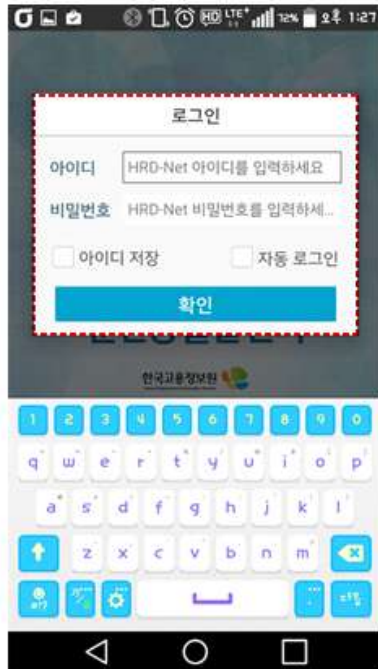 HD LTE+ 72% 오후 1:27
로그인
아이디 HRD-Net 아이디를 입력하세요
비밀번호 HRD-Net 비밀번호를 입력하세...
아이디 저장 자동 로그인
확인
한국고용정보원
1 2 3 4 5 6 7 8 9 0
q w e r t y u i o p
a s d f g h j k l
z x c v b n m